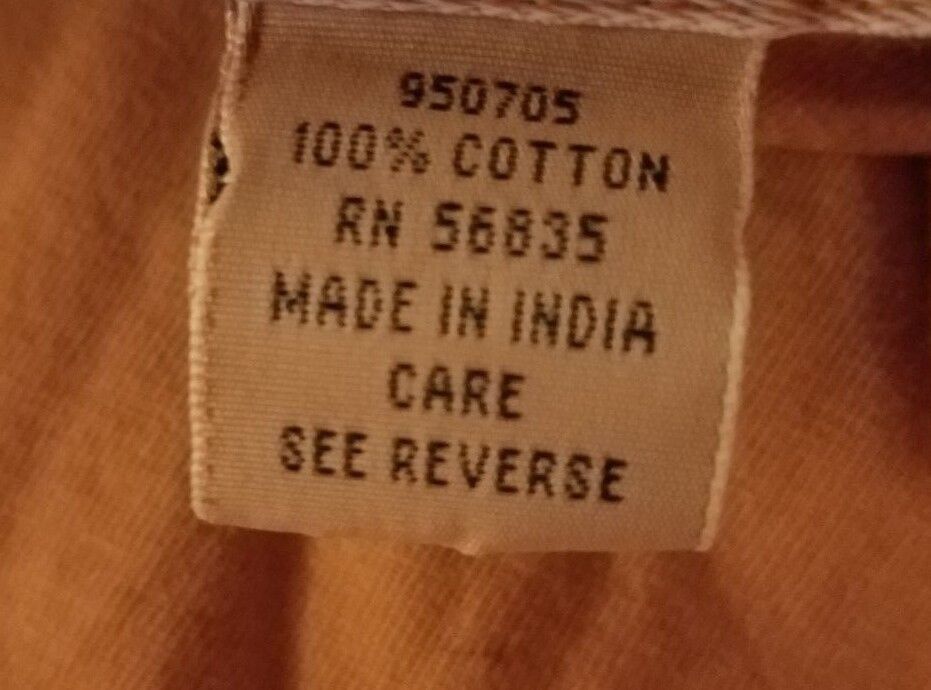 950705
100% COTTON
RN 56835
MADE IN INDIA
CARE
SEE REVERSE